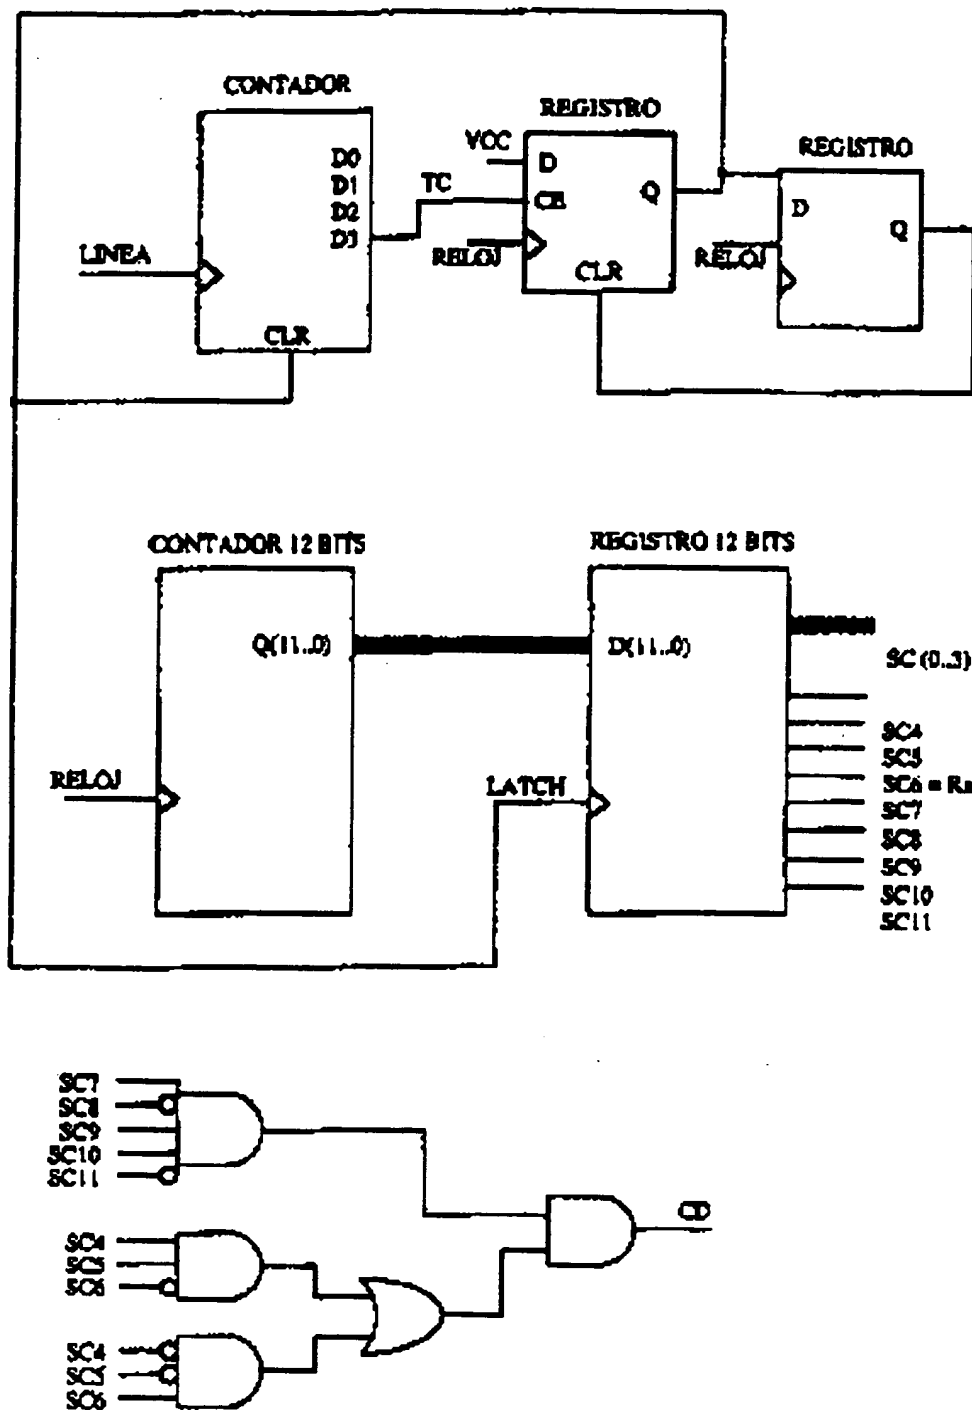 CONTADOR
D0
D1
D2
D3
LINEA
CLR
TC
REGISTRO
VCC
D
CE
Q
RELOJ
CLR
REGISTRO
D
Q
RELOJ
CONTADOR 12 BITS
Q(11..0)
RELOJ
REGISTRO 12 BITS
D(11..0)
LATCH
SC (0..3)
SC4
SC5
SC6 = Rx
SC7
SC8
SC9
SC10
SC11
SC7
SC8
SC9
SC10
SC11
SC4
SC5
SC6
SC4
SC5
SC6
CD